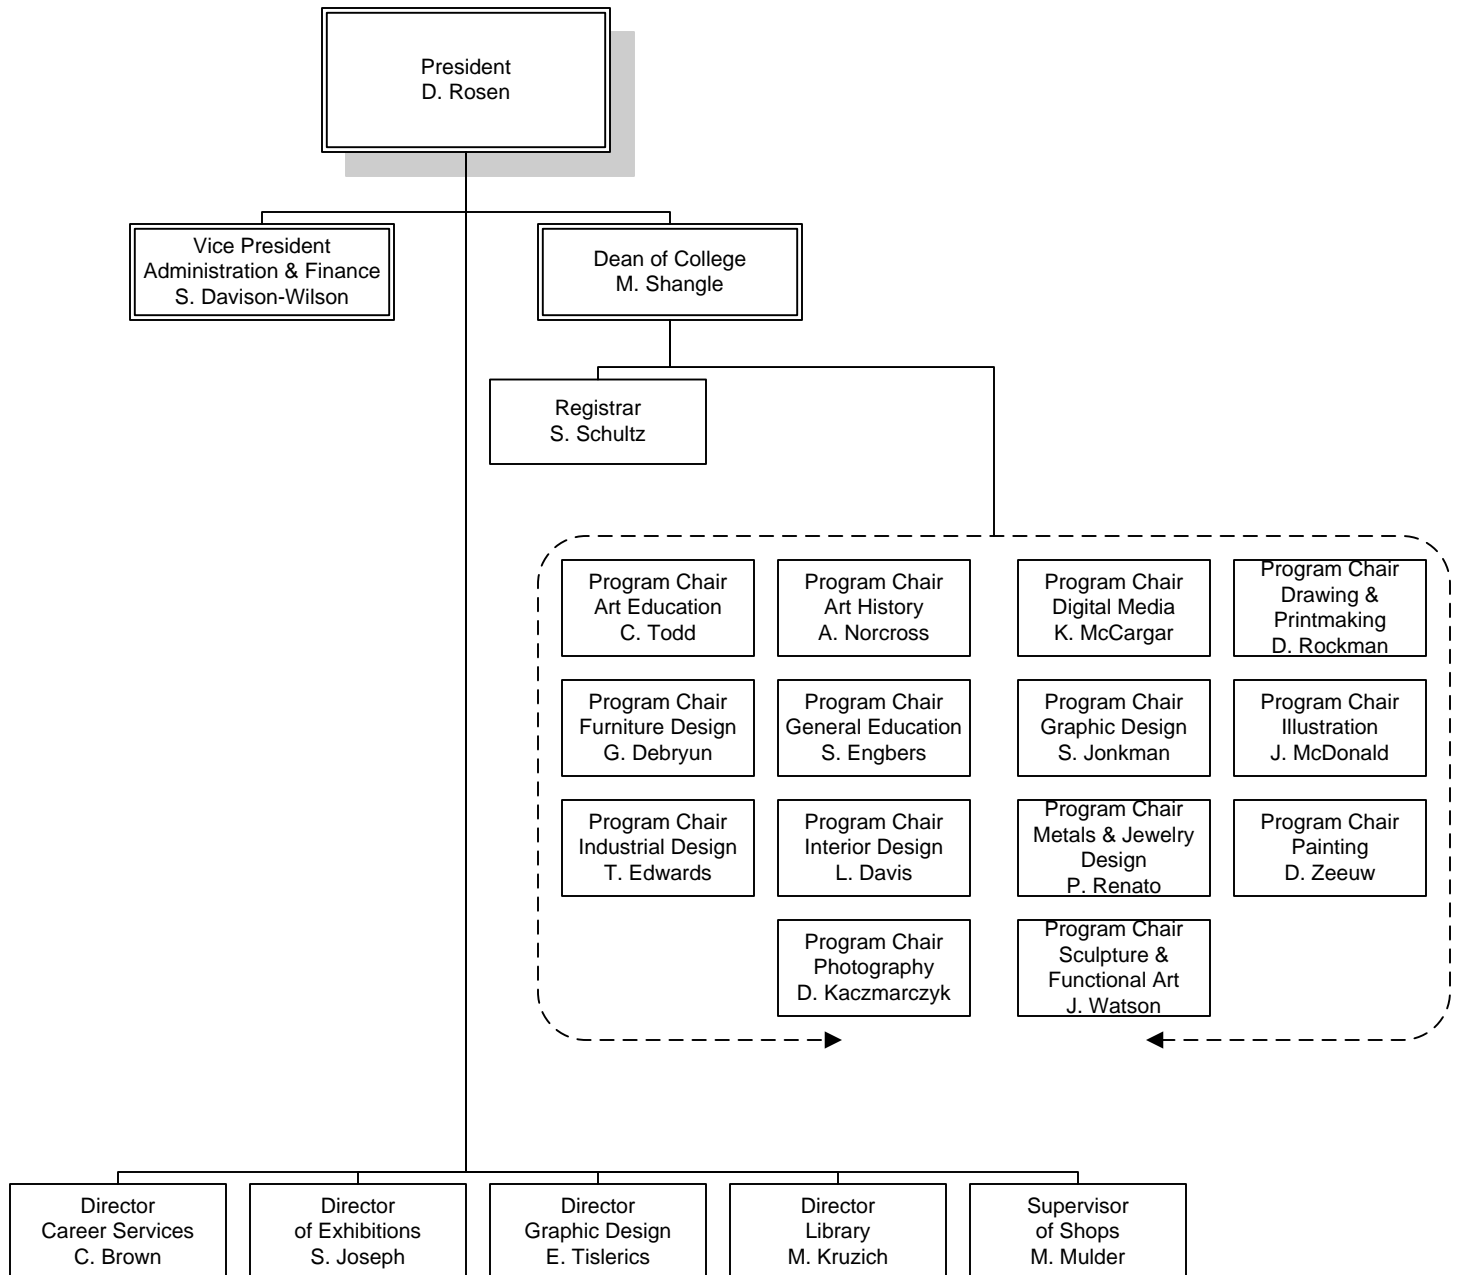 President
D. Rosen
Vice President
Administration & Finance
S. Davison-Wilson
Dean of College
M. Shangle
Registrar
S. Schultz
Program Chair
Art Education
C. Todd
Program Chair
Art History
A. Norcross
Program Chair
Digital Media
K. McCargar
Program Chair
Drawing &
Printmaking
D. Rockman
Program Chair
Furniture Design
G. Debryun
Program Chair
General Education
S. Engbers
Program Chair
Graphic Design
S. Jonkman
Program Chair
Illustration
J. McDonald
Program Chair
Industrial Design
T. Edwards
Program Chair
Interior Design
L. Davis
Program Chair
Metals & Jewelry
Design
P. Renato
Program Chair
Painting
D. Zeeuw
Program Chair
Photography
D. Kaczmarczyk
Program Chair
Sculpture &
Functional Art
J. Watson
Director
Career Services
C. Brown
Director
of Exhibitions
S. Joseph
Director
Graphic Design
E. Tislerics
Director
Library
M. Kruzich
Supervisor
of Shops
M. Mulder